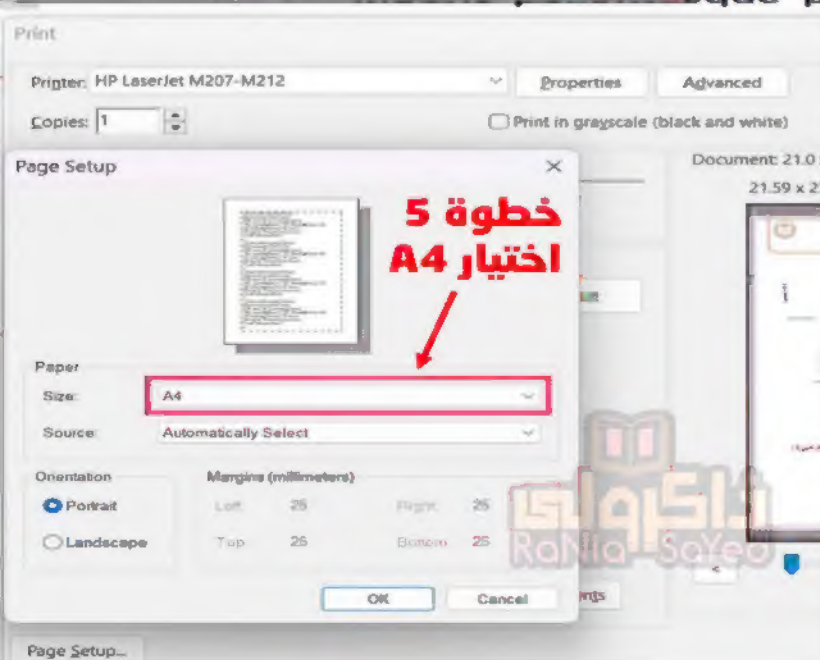 Print
Printer: HP LaserJet M207-M212
Properties
Advanced
Copies: 1
Print in grayscale (black and white)
Page Setup
Document: 21.0
21.59 x 2
خطوة 5
اختيار A4
Paper
Size: A4
Source: Automatically Select
Orientation
Portrait
Landscape
Margins (millimeters)
Left: 25 Right: 25
Top: 25 Bottom: 25
OK
Cancel
nts
Page Setup...
<
ذاكرولي
RaNia SaYed